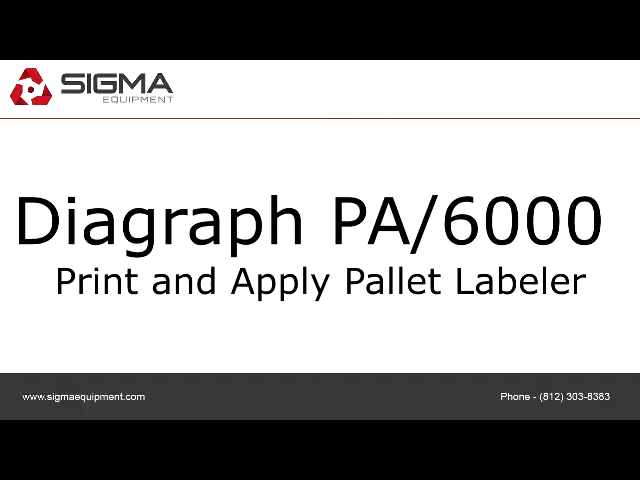 SIGMA
EQUIPMENT
Diagraph PA/6000
Print and Apply Pallet Labeler
www.sigmaequipment.com
Phone - (812) 303-8383